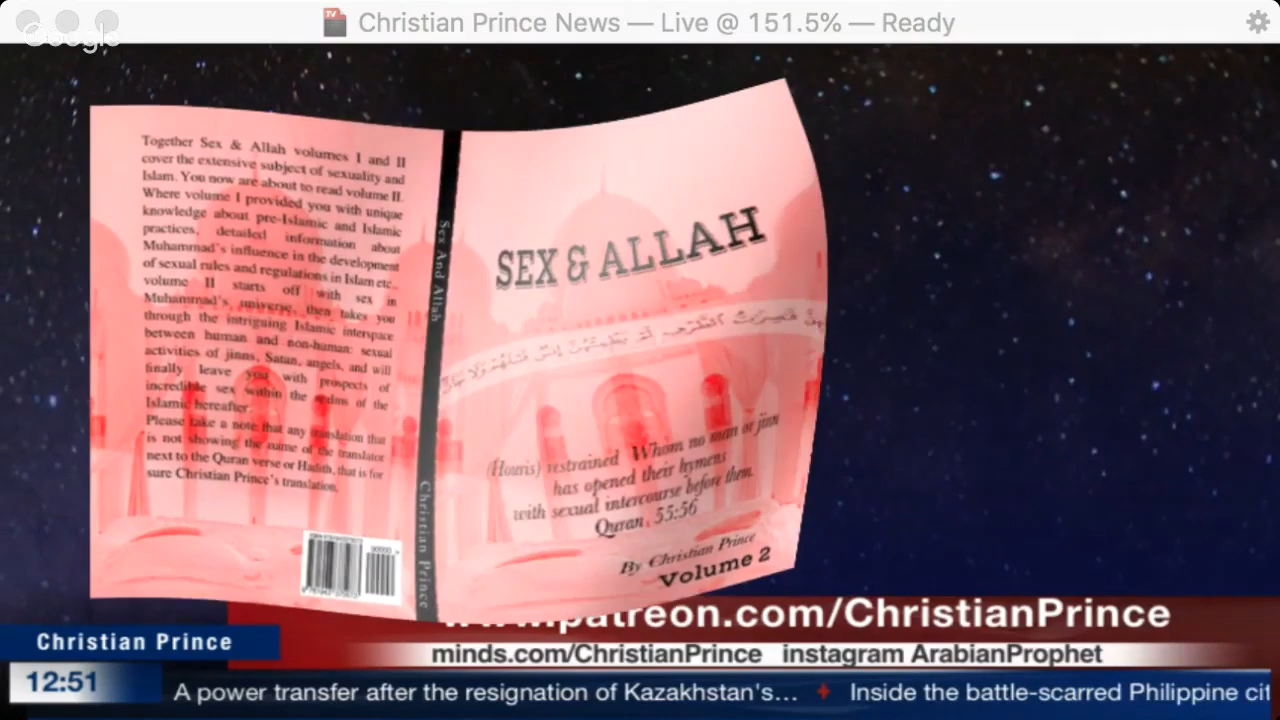 Christian Prince News — Live @ 151.5% — Ready
TV
Google
Together Sex & Allah volumes I and II
cover the extensive subject of sexuality and
Islam. You now are about to read volume II.
Where volume I provided you with unique
knowledge about pre-Islamic and Islamic
practices, detailed information about
Muhammad's influence in the development
of sexual rules and regulations in Islam etc..
volume II starts off with sex in
Muhammad's universe, then takes you
through the intriguing Islamic interspace
between human and non-human: sexual
activities of jinns, Satan, angels, and will
finally leave you with prospects of
incredible sex within the realms of the
Islamic hereafter.
Please take a note that any translation that
is not showing the name of the translator
next to the Quran verse or Hadith, that is for
sure Christian Prince's translation.
Sex And Allah
Christian Prince
SEX & ALLAH
قَٰصِرَٰتُ ٱلطَّرْفِ لَمْ يَطْمِثْهُنَّ إِنسٌ قَبْلَهُمْ وَلَا جَانٌّ
(Houris) restrained Whom no man or jinn
has opened their hymens
with sexual intercourse before them.
Quran, 55:56
By Christian Prince
Volume 2
www.patreon.com/ChristianPrince
minds.com/ChristianPrince instagram ArabianProphet
Christian Prince
12:51
A power transfer after the resignation of Kazakhstan's... Inside the battle-scarred Philippine cit